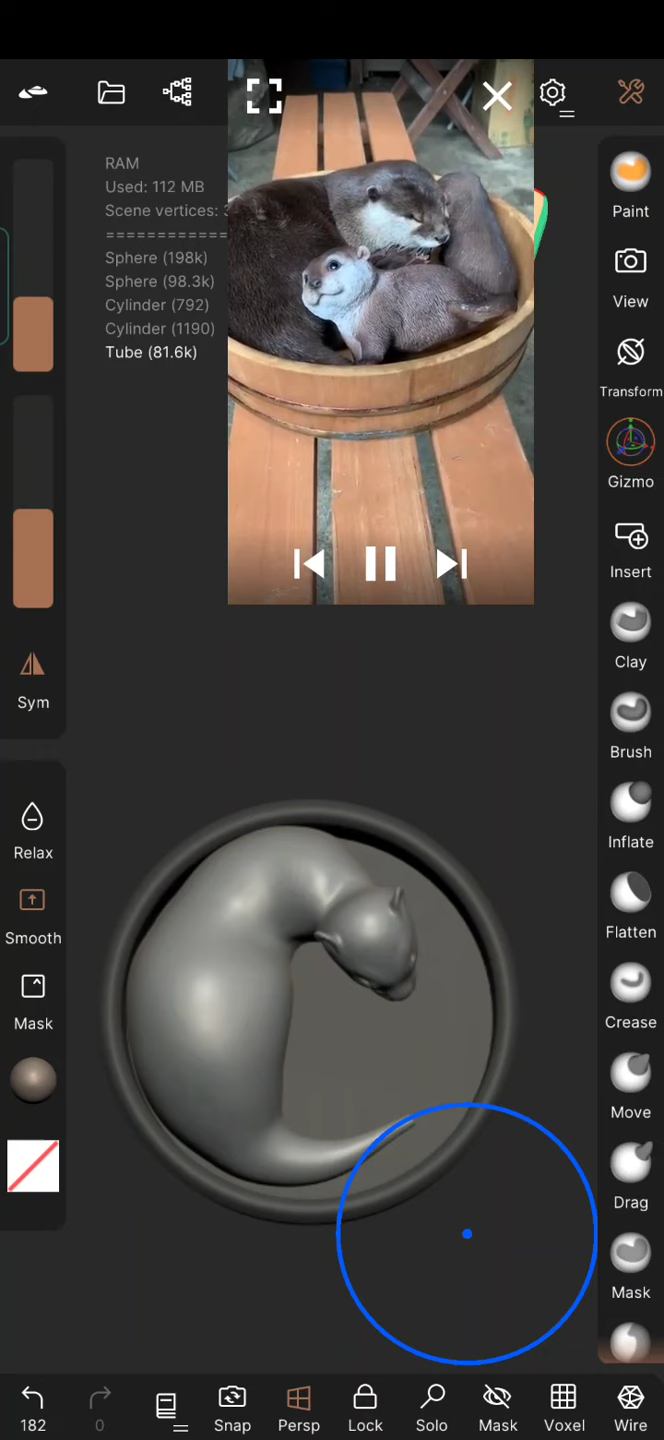 RAM
Used: 112 MB
Scene vertices:
============
Sphere (198k)
Sphere (98.3k)
Cylinder (792)
Cylinder (1190)
Tube (81.6k)
Sym
Relax
Smooth
Mask
Paint
View
Transform
Gizmo
Insert
Clay
Brush
Inflate
Flatten
Crease
Move
Drag
Mask
182
0
Snap
Persp
Lock
Solo
Mask
Voxel
Wire